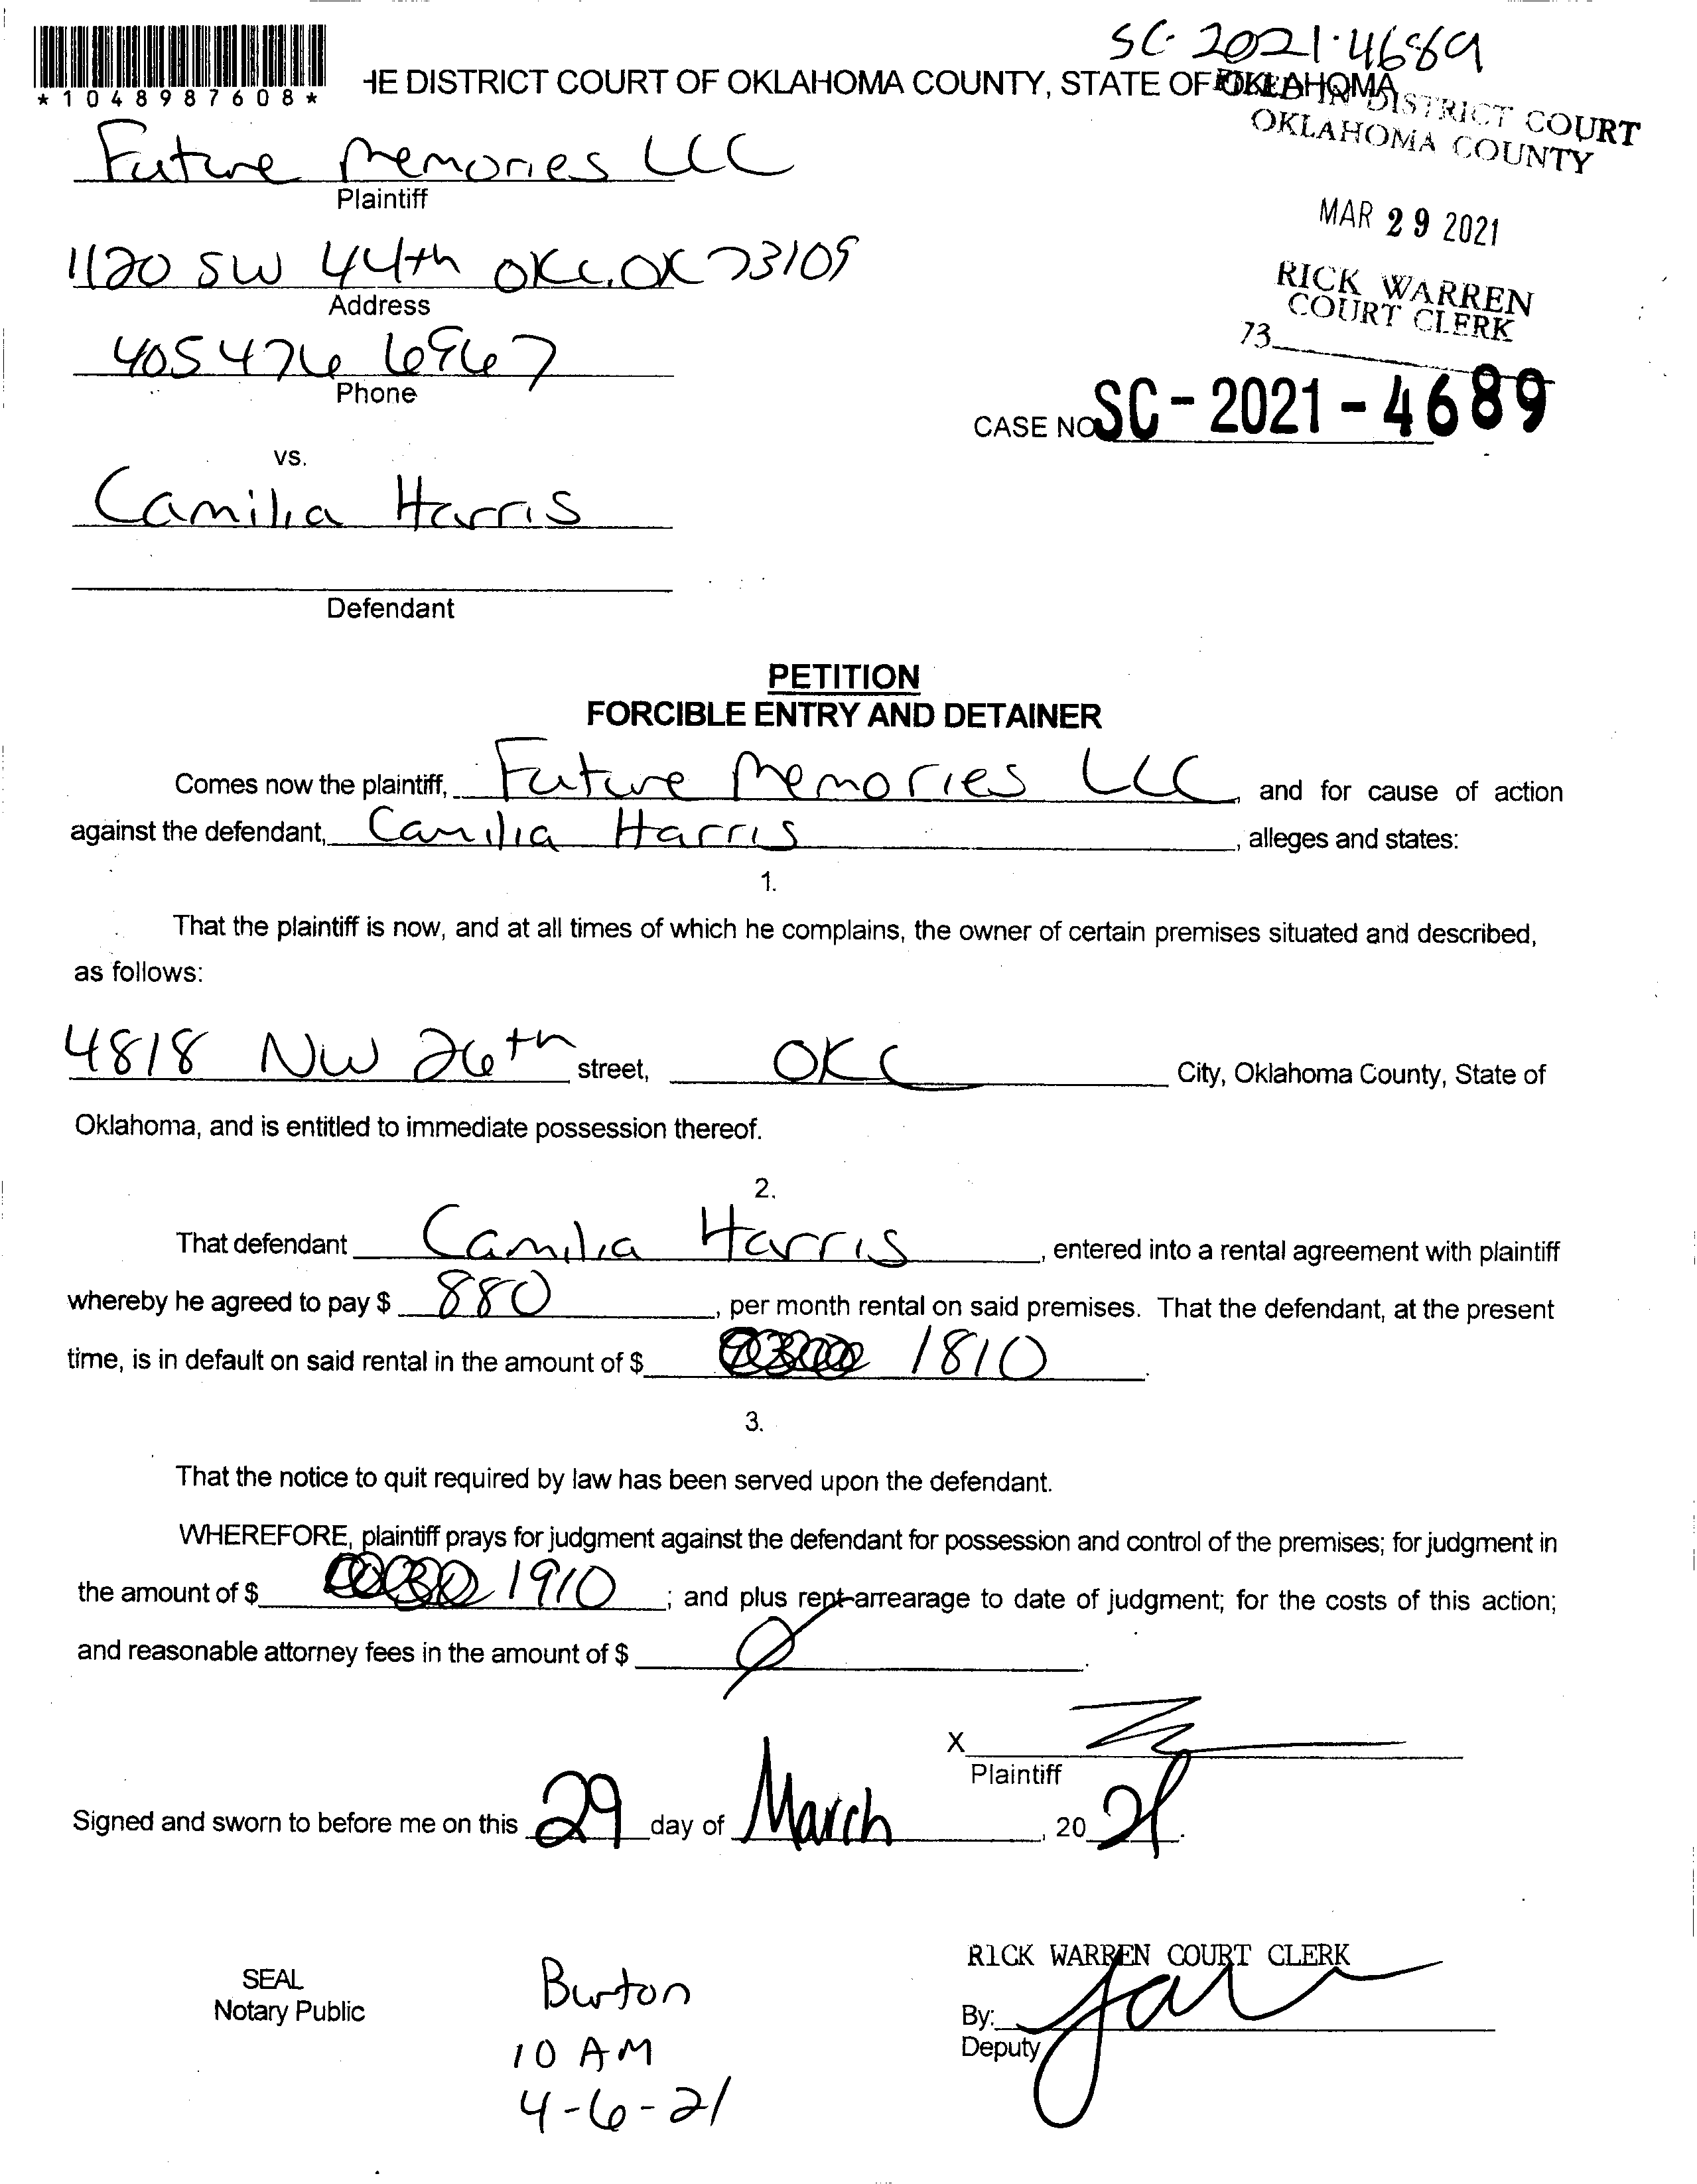 SC-2021-4689
*1048987608*
HE DISTRICT COURT OF OKLAHOMA COUNTY, STATE OF OKLAHOMA
FILED IN DISTRICT COURT
OKLAHOMA COUNTY
Future Memories LLC
Plaintiff
MAR 29 2021
1120 SW 44th OKC, OK 73109
Address
RICK WARREN
COURT CLERK
73
405 476 6967
Phone
CASE NO SC-2021-4689
vs.
Camilia Harris
Defendant
PETITION
FORCIBLE ENTRY AND DETAINER
Comes now the plaintiff, Future Memories LLC, and for cause of action
against the defendant, Camilia Harris, alleges and states:
1.
That the plaintiff is now, and at all times of which he complains, the owner of certain premises situated and described,
as follows:
4818 NW 26th street, OKC City, Oklahoma County, State of
Oklahoma, and is entitled to immediate possession thereof.
2.
That defendant Camilia Harris, entered into a rental agreement with plaintiff
whereby he agreed to pay $ 880, per month rental on said premises. That the defendant, at the present
time, is in default on said rental in the amount of $ 1810.
3.
That the notice to quit required by law has been served upon the defendant.
WHEREFORE, plaintiff prays for judgment against the defendant for possession and control of the premises; for judgment in
the amount of $ 1910; and plus rent-arrearage to date of judgment; for the costs of this action;
and reasonable attorney fees in the amount of $ Ø.
X
Plaintiff
Signed and sworn to before me on this 29 day of March, 2021.
RICK WARREN COURT CLERK
SEAL
Notary Public
Burton
10 AM
4-6-21
By:
Deputy